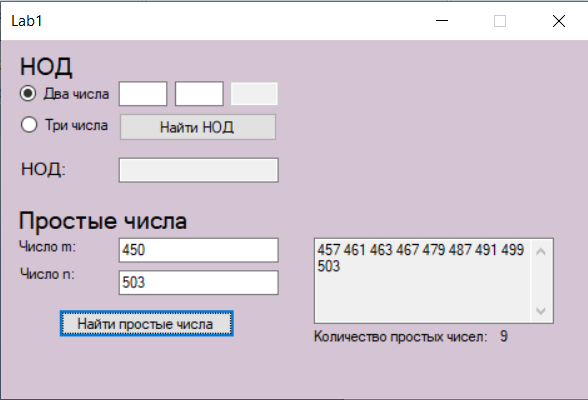 Lab1
НОД
Два числа
Три числа
Найти НОД
НОД:
Простые числа
Число m:
450
Число n:
503
Найти простые числа
457 461 463 467 479 487 491 499
503
Количество простых чисел: 9